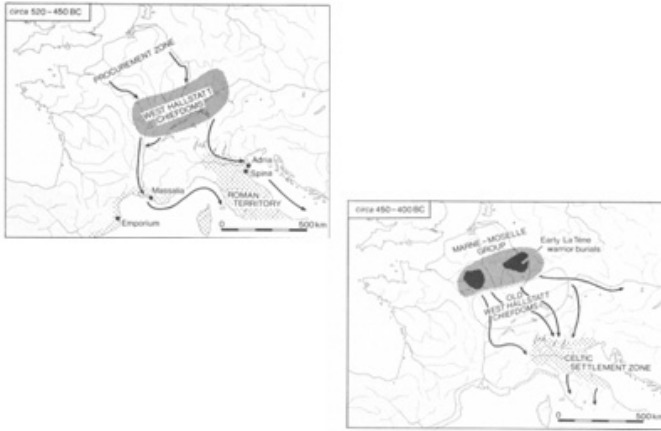 circa 520–450 BC
PROCUREMENT ZONE
WEST HALLSTATT
CHIEFDOMS
Adria
Spina
Massalia
ROMAN
TERRITORY
Emporium
0 500 km
circa 450–400 BC
MARNE–MOSELLE
GROUP
Early La Tène
warrior burials
OLD
WEST HALLSTATT
CHIEFDOMS
CELTIC
SETTLEMENT ZONE
0 500 km